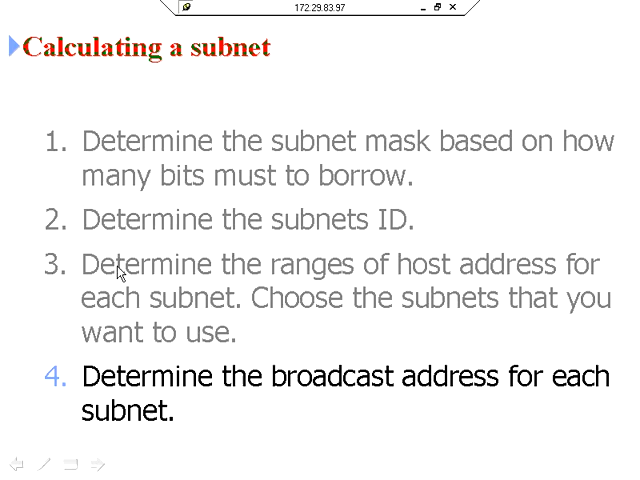 172.29.83.97
Calculating a subnet
1. Determine the subnet mask based on how
many bits must to borrow.
2. Determine the subnets ID.
3. Determine the ranges of host address for
each subnet. Choose the subnets that you
want to use.
4. Determine the broadcast address for each
subnet.